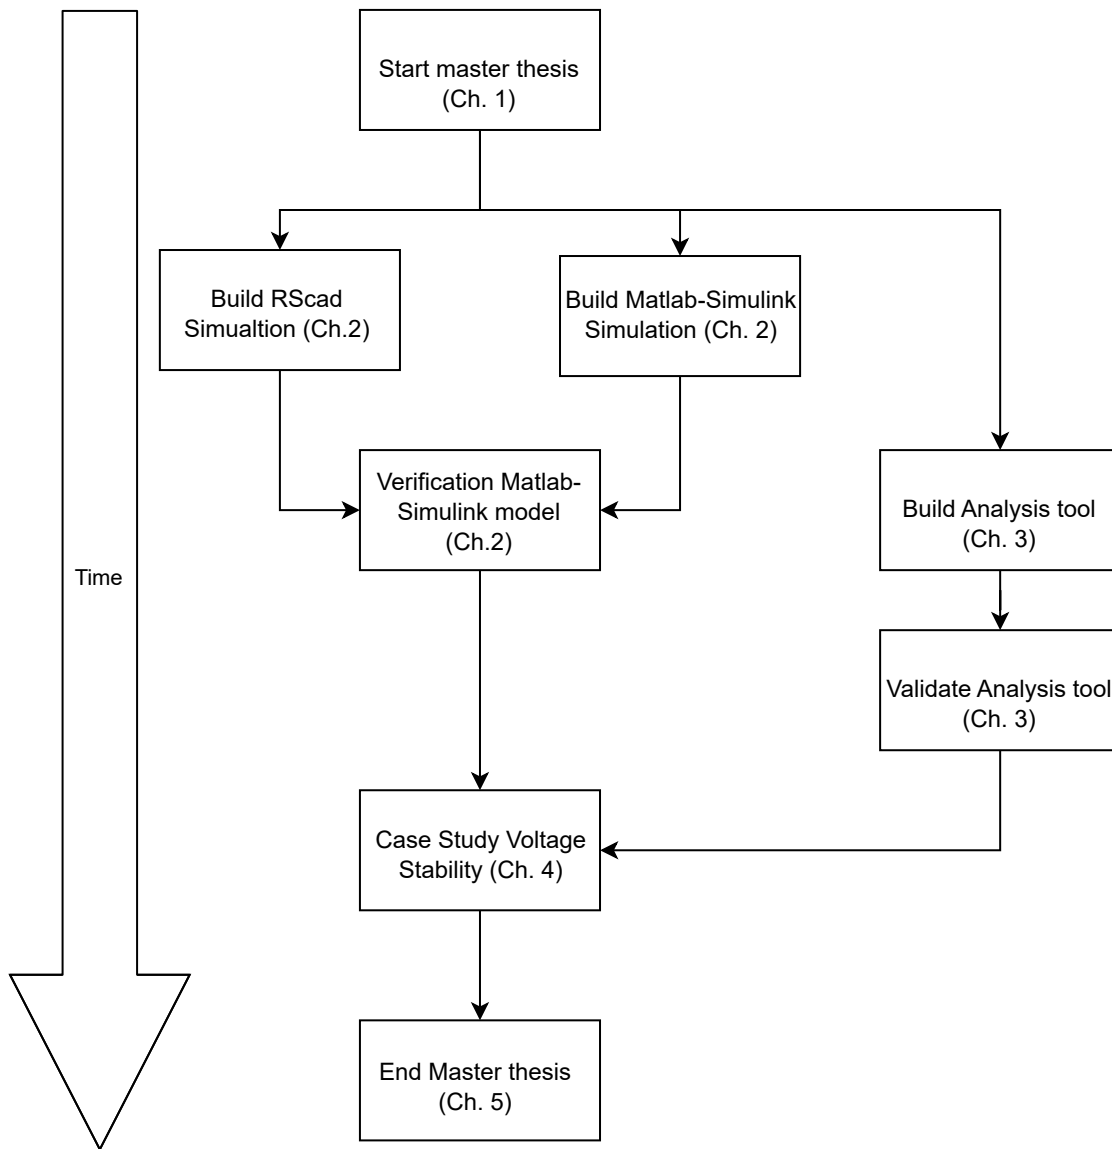 Start master thesis
(Ch. 1)
Build RScad
Simualtion (Ch.2)
Build Matlab-Simulink
Simulation (Ch. 2)
Verification Matlab-
Simulink model
(Ch.2)
Build Analysis tool
(Ch. 3)
Time
Validate Analysis tool
(Ch. 3)
Case Study Voltage
Stability (Ch. 4)
End Master thesis
(Ch. 5)